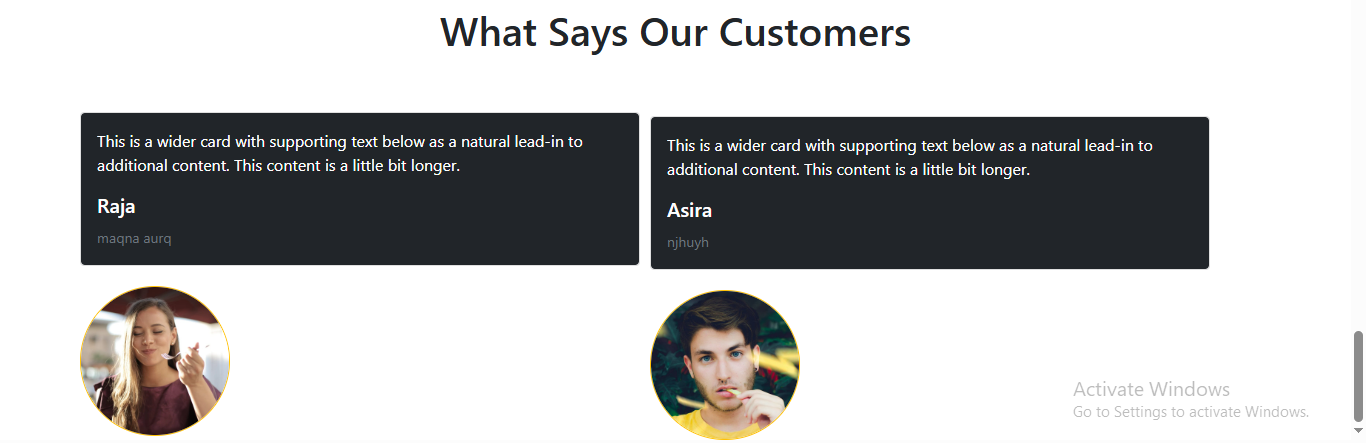 What Says Our Customers
This is a wider card with supporting text below as a natural lead-in to
additional content. This content is a little bit longer.
Raja
maqna aurq
This is a wider card with supporting text below as a natural lead-in to
additional content. This content is a little bit longer.
Asira
njhuyh
Activate Windows
Go to Settings to activate Windows.